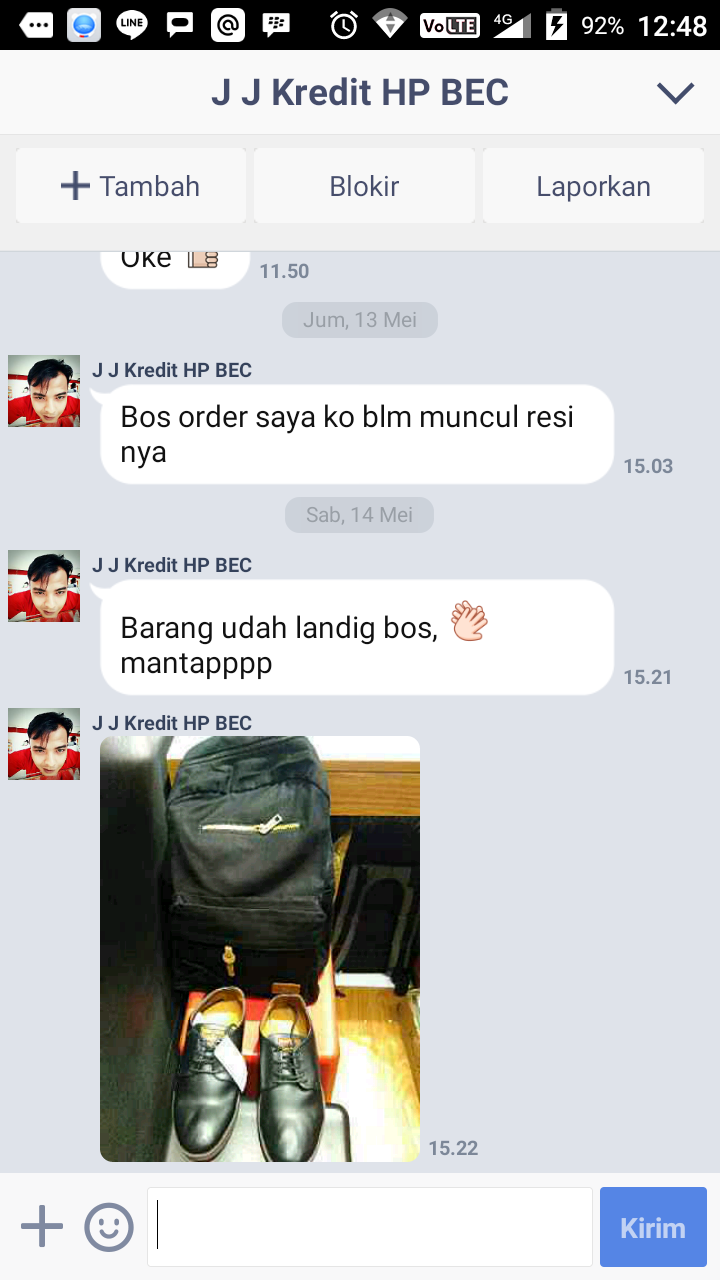 LINE
VoLTE
4G
92%
12:48
J J Kredit HP BEC
Tambah
Blokir
Laporkan
Oke
11.50
Jum, 13 Mei
J J Kredit HP BEC
Bos order saya ko blm muncul resi
nya
15.03
Sab, 14 Mei
J J Kredit HP BEC
Barang udah landig bos,
mantapppp
15.21
J J Kredit HP BEC
15.22
Kirim